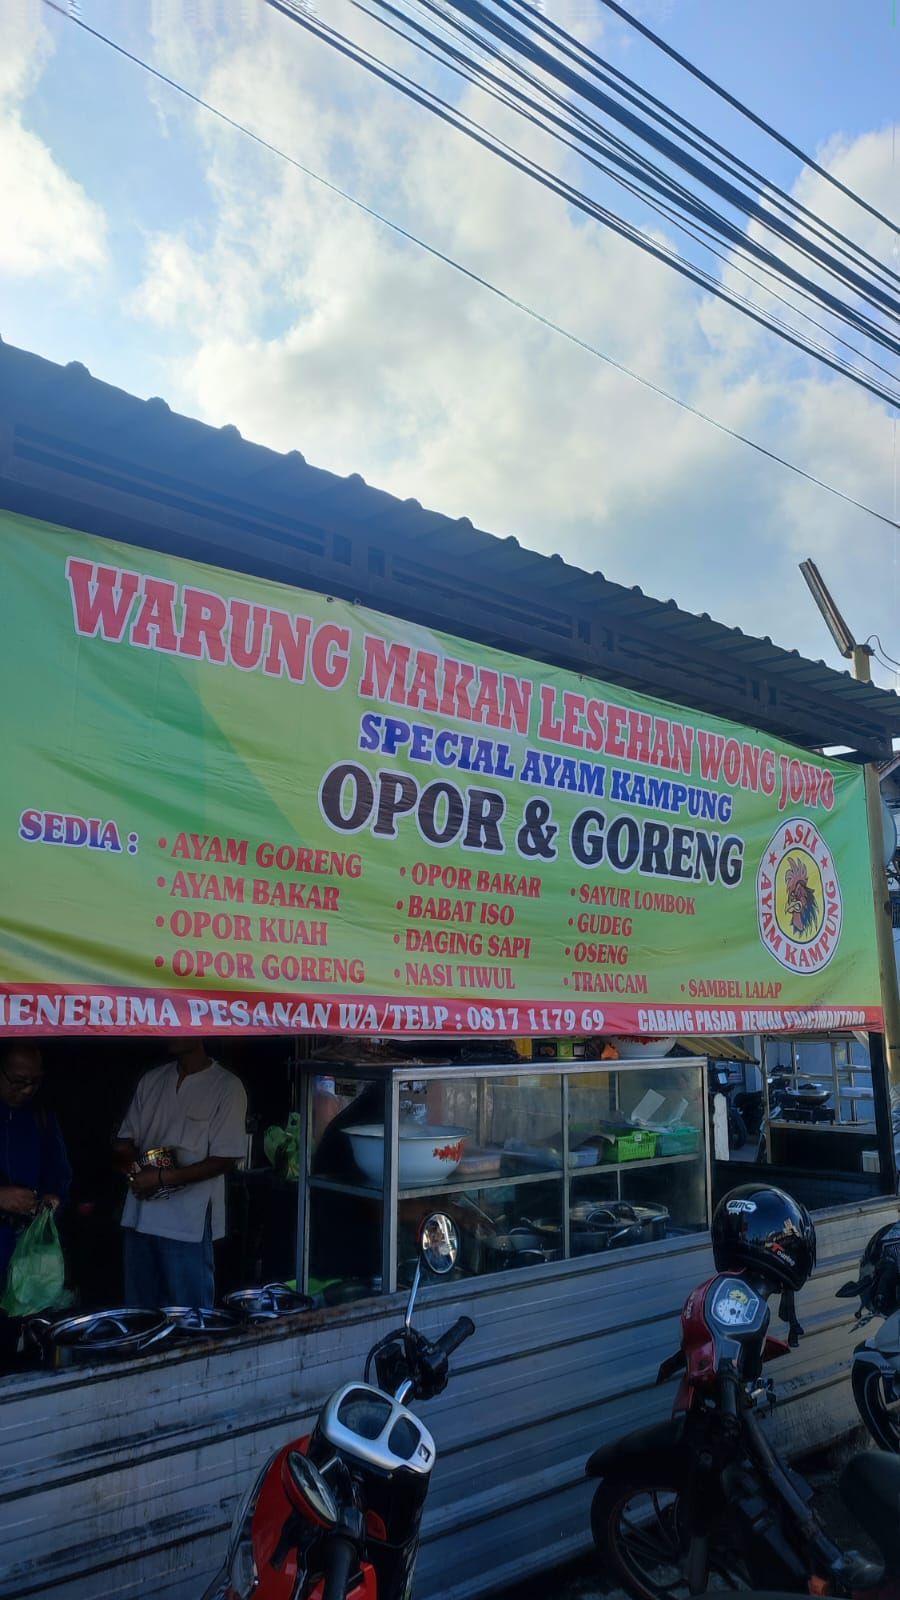 WARUNG MAKAN LESEHAN WONG JOWO
SPECIAL AYAM KAMPUNG
OPOR & GORENG
SEDIA :
• AYAM GORENG
• AYAM BAKAR
• OPOR KUAH
• OPOR GORENG
• OPOR BAKAR
• BABAT ISO
• DAGING SAPI
• NASI TIWUL
• SAYUR LOMBOK
• GUDEG
• OSENG
• TRANCAM
• SAMBEL LALAP
ASLI
AYAM KAMPUNG
MENERIMA PESANAN WA/TELP : 0817 1179 69
CABANG PASAR HEWAN PRACIMANTORO
BMC